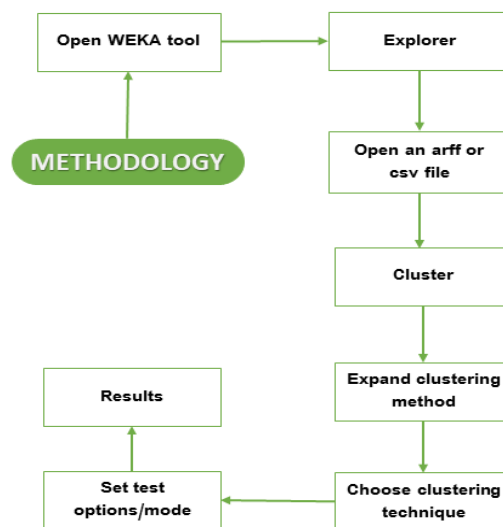 Open WEKA tool
Explorer
METHODOLOGY
Open an arff or
csv file
Cluster
Expand clustering
method
Results
Choose clustering
technique
Set test
options/mode